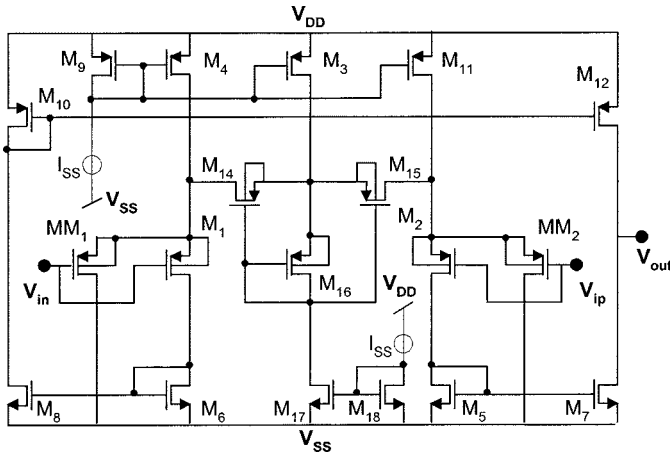 V_DD
M_9
M_4
M_3
M_11
M_10
M_12
I_SS
M_14
M_15
V_SS
MM_1
M_1
M_2
MM_2
V_out
V_in
M_16
V_DD
V_ip
I_SS
M_8
M_6
M_17
M_18
M_5
M_7
V_SS